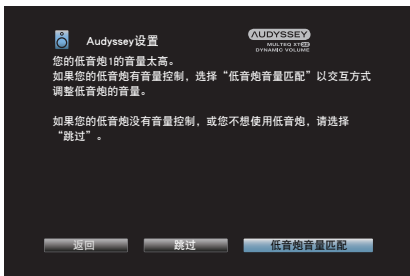 Audyssey设置
AUDYSSEY
MULTEQ XT32
DYNAMIC VOLUME
您的低音炮1的音量太高。
如果您的低音炮有音量控制，选择“低音炮音量匹配”以交互方式
调整低音炮的音量。
如果您的低音炮没有音量控制，或您不想使用低音炮，请选择
“跳过”。
返回
跳过
低音炮音量匹配